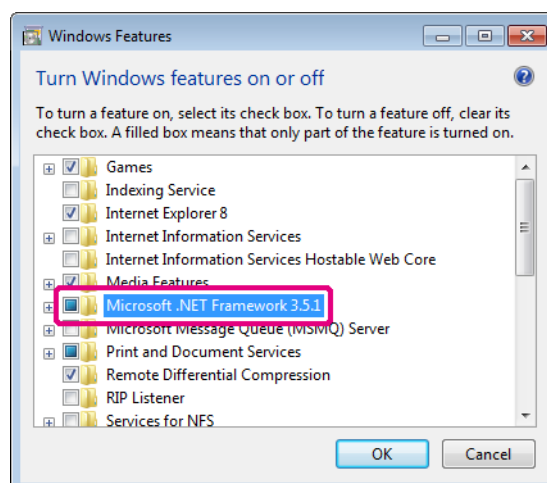 Windows Features
Turn Windows features on or off
To turn a feature on, select its check box. To turn a feature off, clear its
check box. A filled box means that only part of the feature is turned on.
Games
Indexing Service
Internet Explorer 8
Internet Information Services
Internet Information Services Hostable Web Core
Media Features
Microsoft .NET Framework 3.5.1
Microsoft Message Queue (MSMQ) Server
Print and Document Services
Remote Differential Compression
RIP Listener
Services for NFS
OK
Cancel